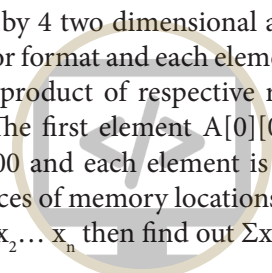 by 4 two dimensional a
or format and each eleme
product of respective r
The first element A[0][0
00 and each element is
ces of memory locations
x₂... xₙ then find out Σx